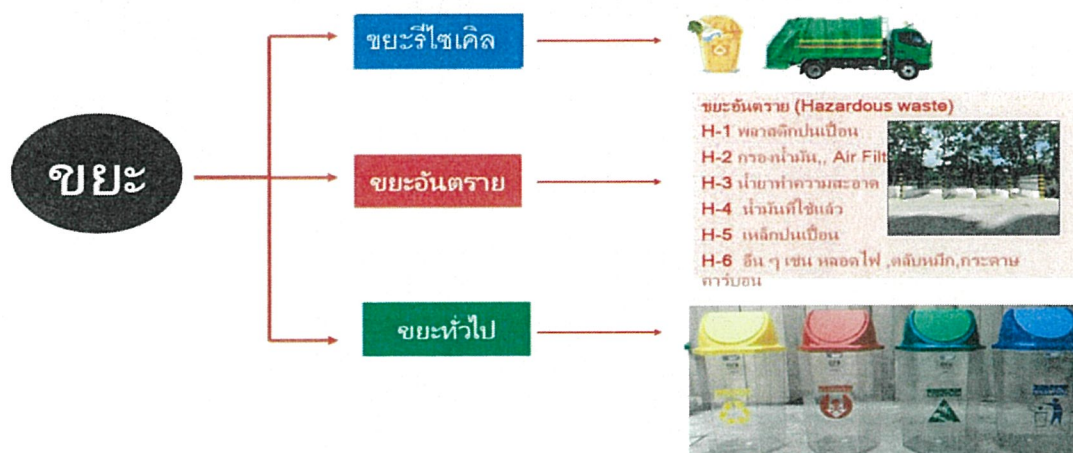 ขยะ
ขยะรีไซเคิล
ขยะอันตราย
ขยะทั่วไป
ขยะอันตราย (Hazardous waste)
H-1 พลาสติกปนเปื้อน
H-2 กรองน้ำมัน,, Air Filt
H-3 น้ำยาทำความสะอาด
H-4 น้ำมันที่ใช้แล้ว
H-5 เหล็กปนเปื้อน
H-6 อื่น ๆ เช่น หลอดไฟ ,ตลับหมึก,กระดาษ
คาร์บอน